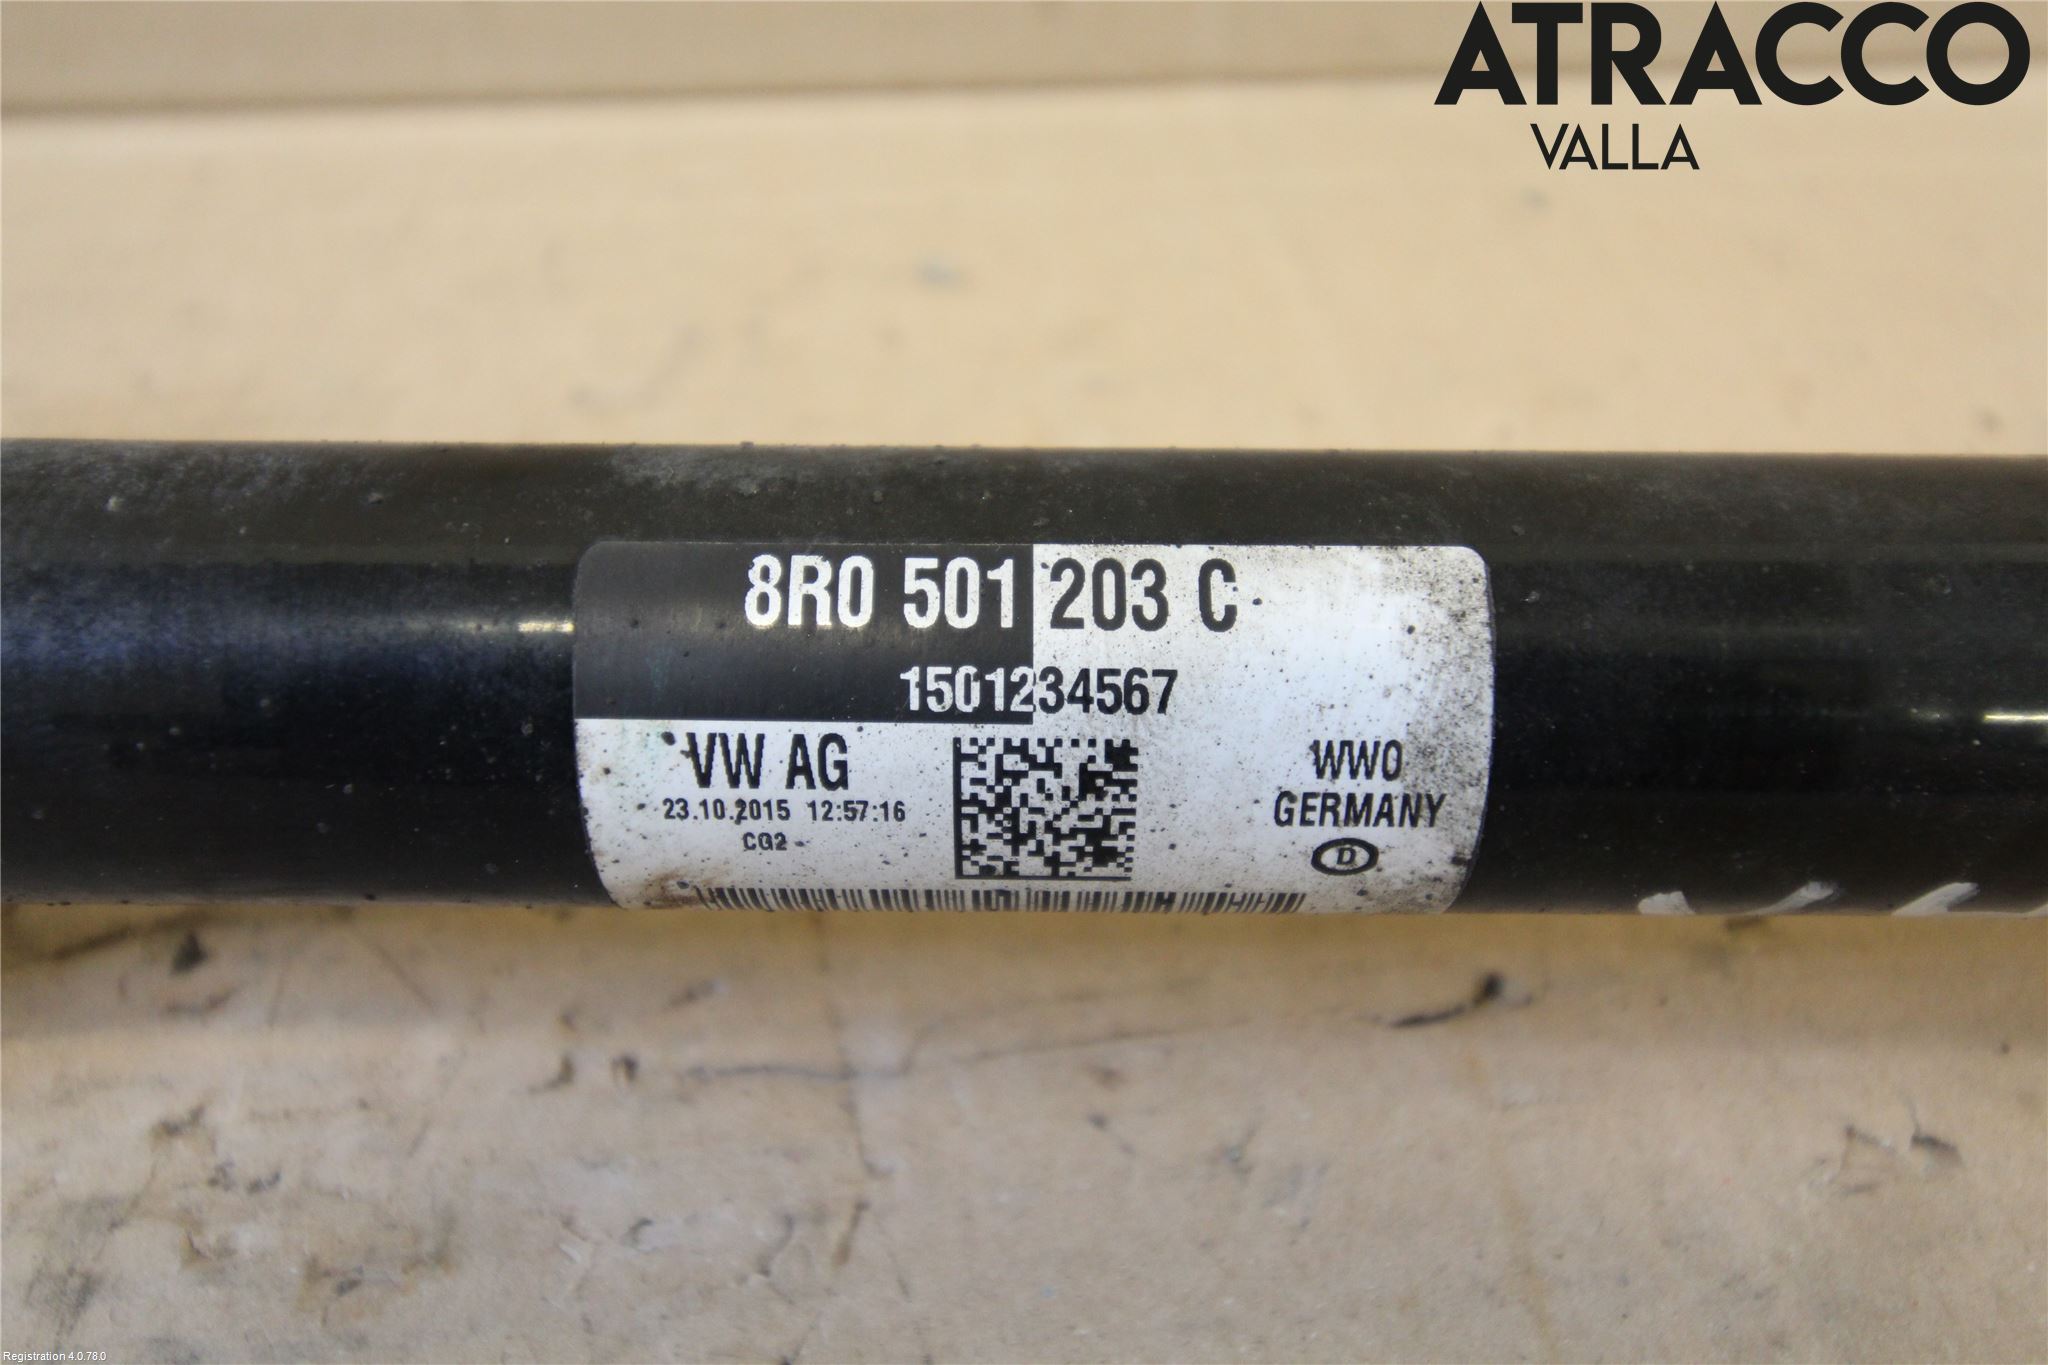 ATRACCO
VALLA
8R0 501 203 C
1501234567
VW AG
23.10.2015 12:57:16
CG2
WWO
GERMANY
D
Registration 4.0.78.0